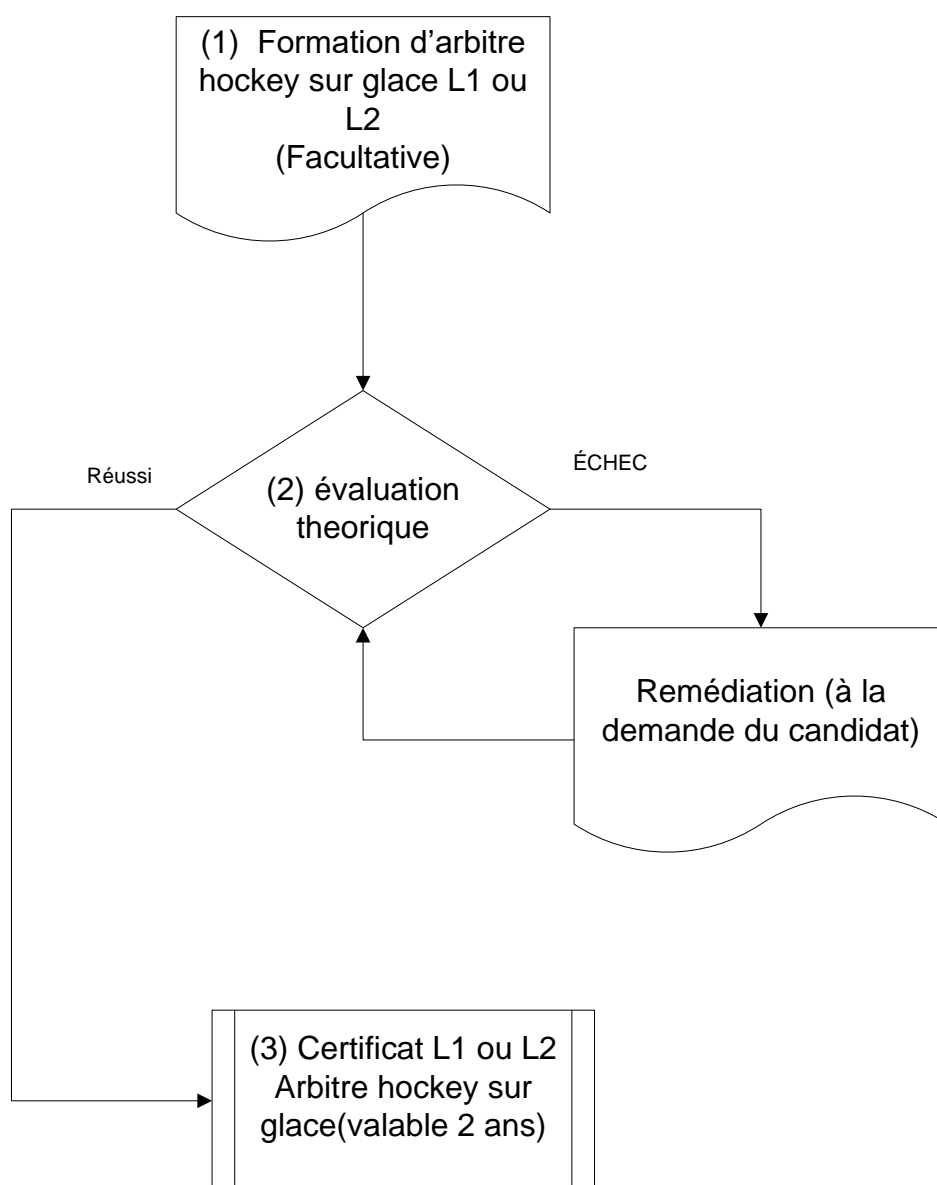 (1) Formation d'arbitre
hockey sur glace L1 ou
L2
(Facultative)
Réussi
ÉCHEC
(2) évaluation
theorique
Remédiation (à la
demande du candidat)
(3) Certificat L1 ou L2
Arbitre hockey sur
glace(valable 2 ans)